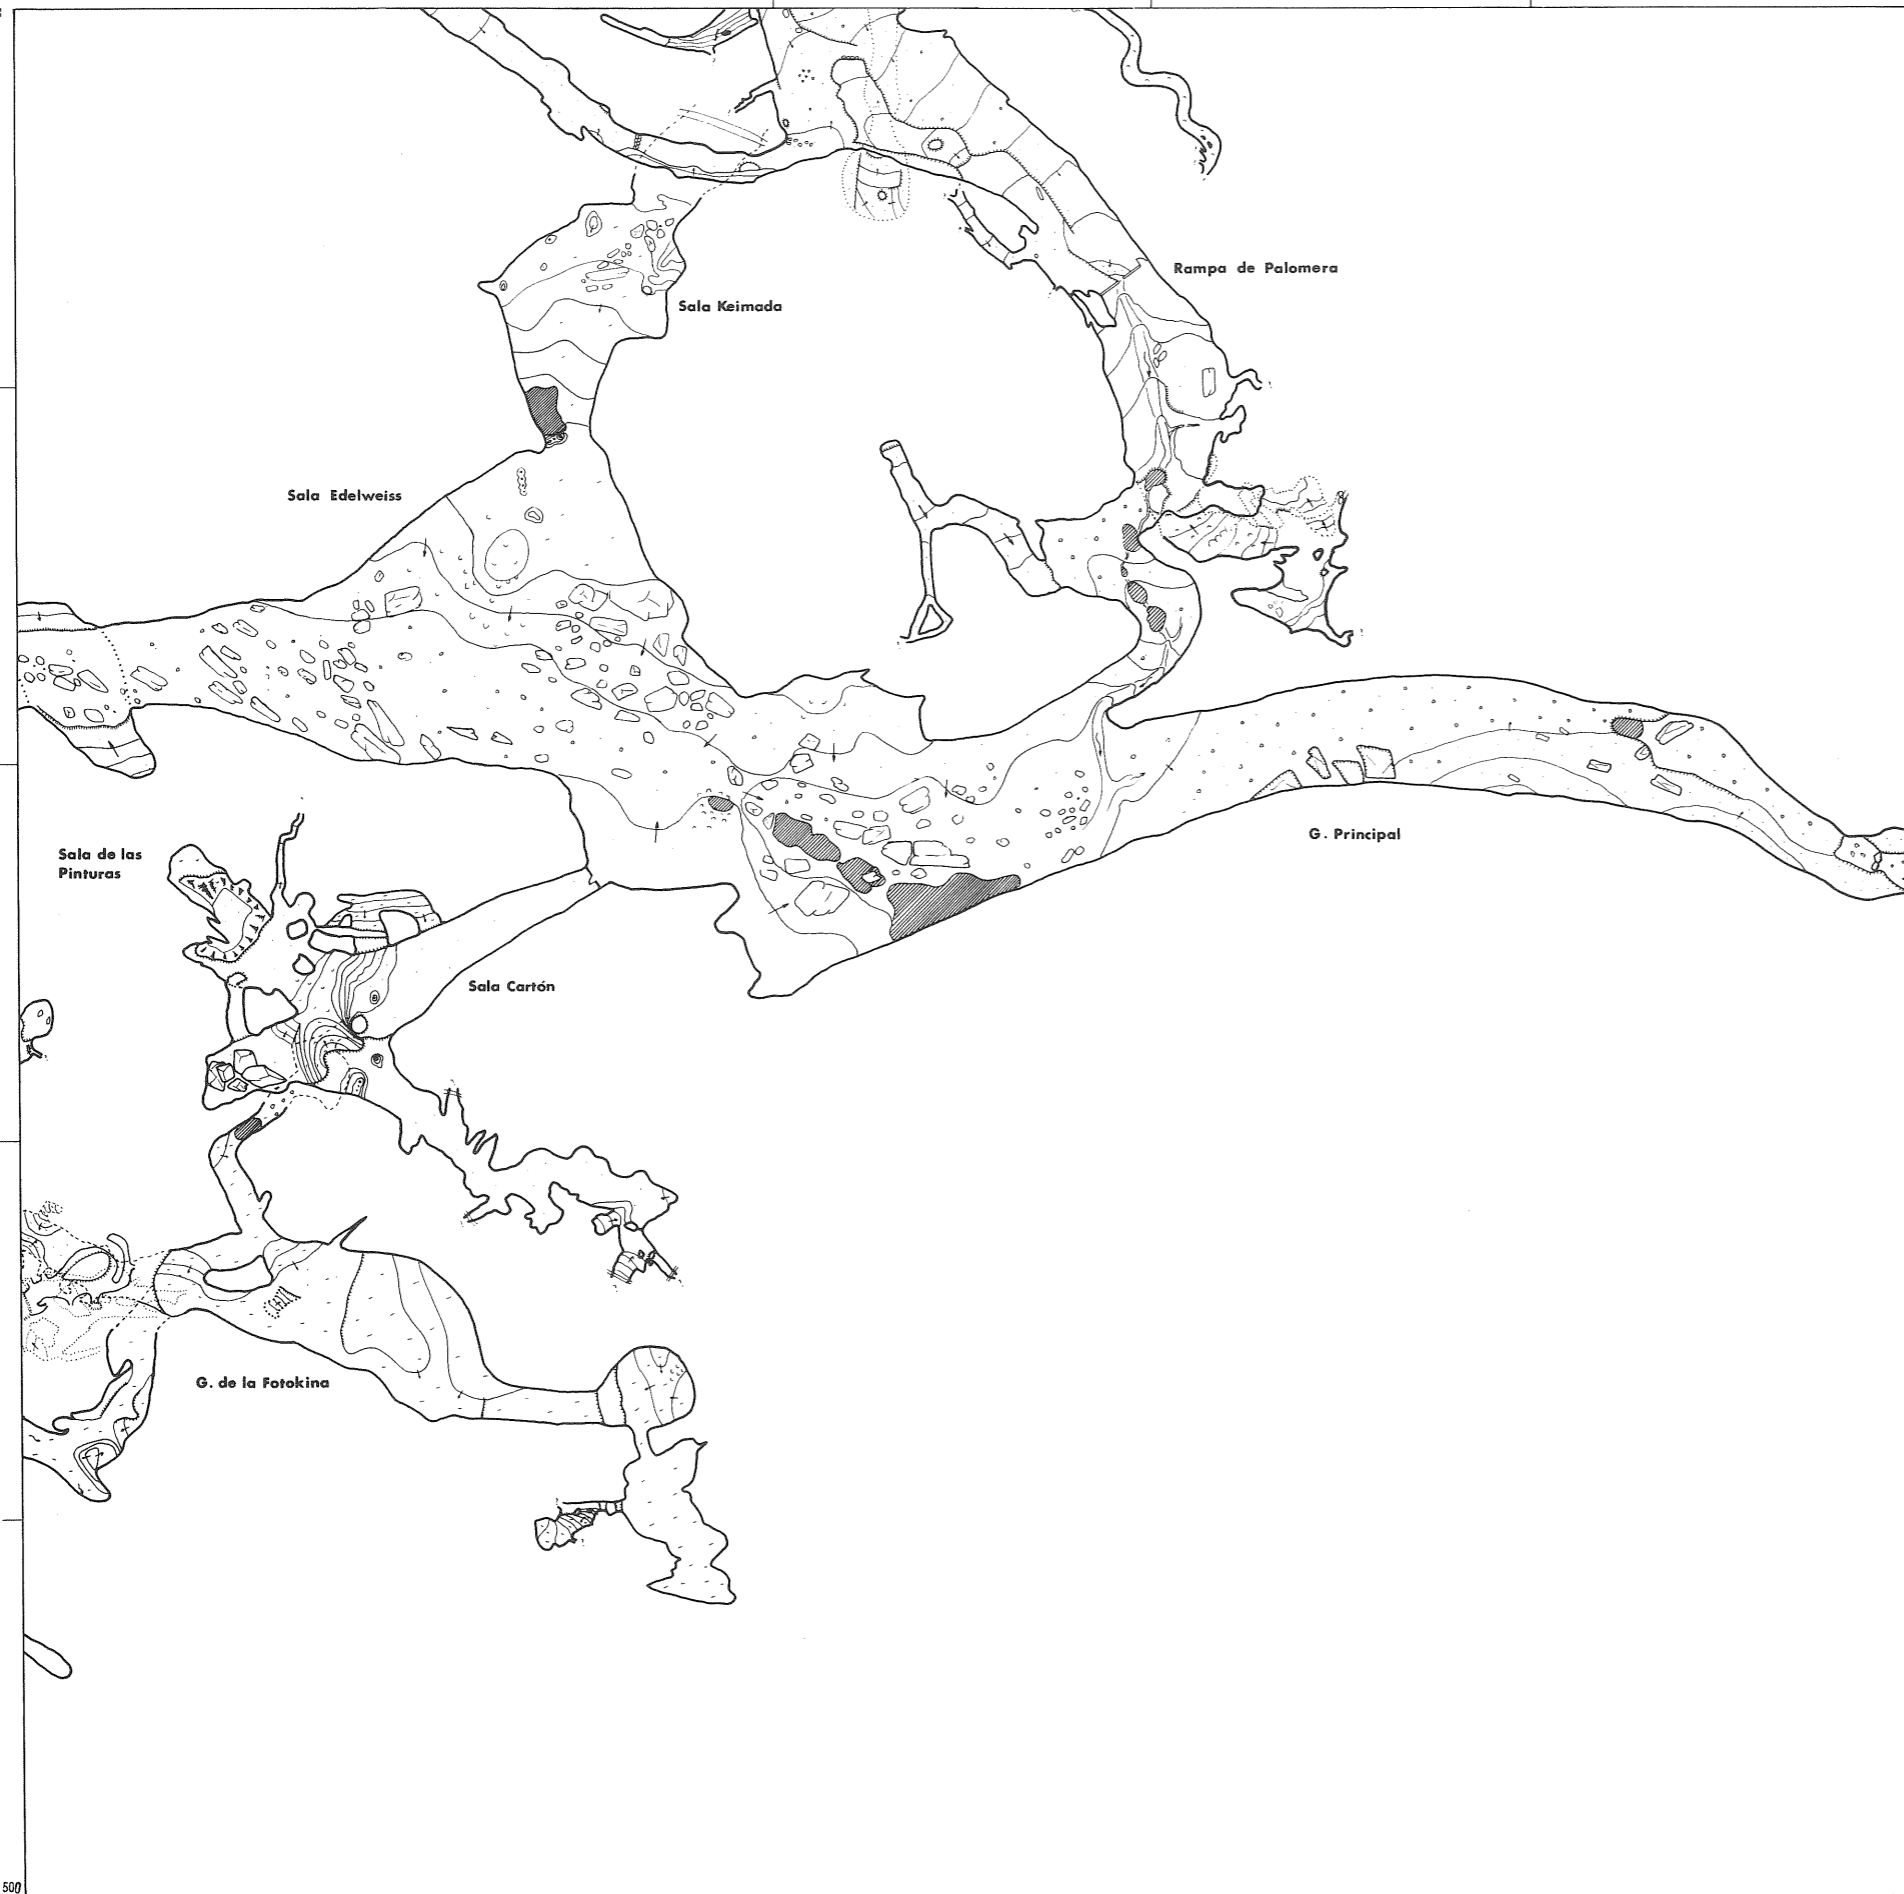 Rampa de Palomera
Sala Keimada
Sala Edelweiss
G. Principal
Sala de las
Pinturas
Sala Cartón
G. de la Fotokina
500